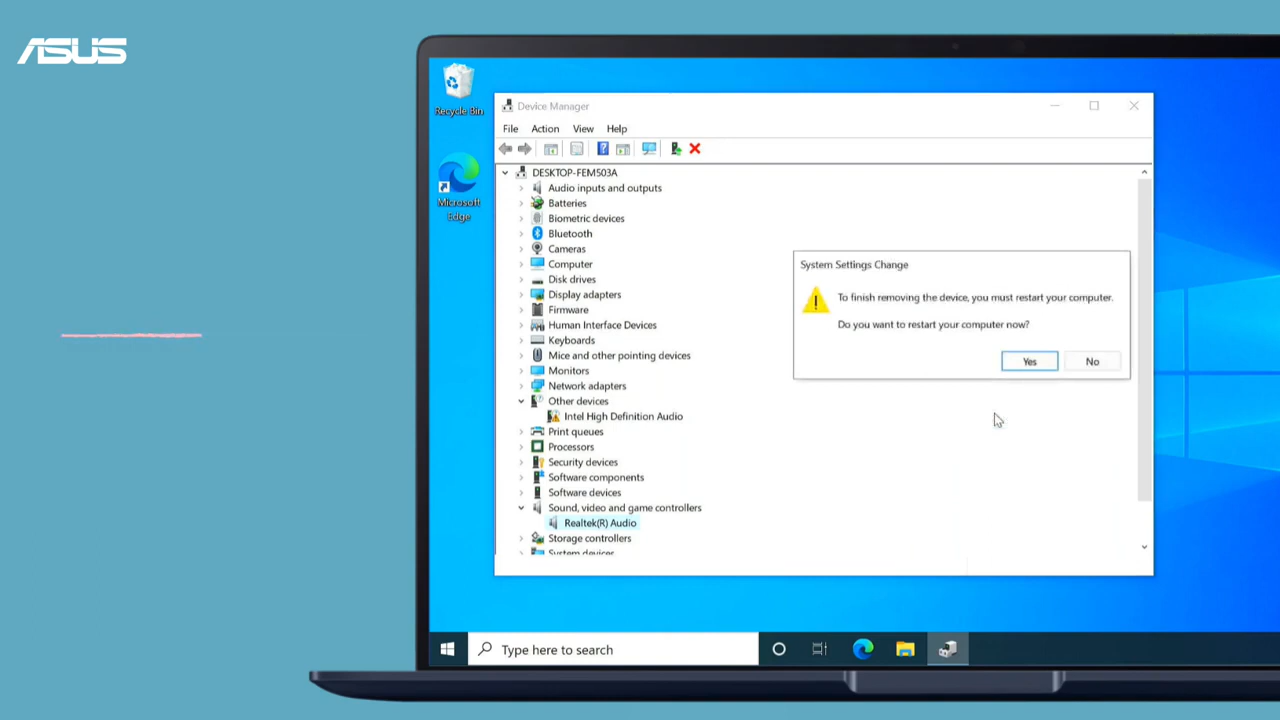 ASUS
Recycle Bin
Microsoft
Edge
Device Manager
File Action View Help
DESKTOP-FEM503A
Audio inputs and outputs
Batteries
Biometric devices
Bluetooth
Cameras
Computer
Disk drives
Display adapters
Firmware
Human Interface Devices
Keyboards
Mice and other pointing devices
Monitors
Network adapters
Other devices
Intel High Definition Audio
Print queues
Processors
Security devices
Software components
Software devices
Sound, video and game controllers
Realtek(R) Audio
Storage controllers
System devices
System Settings Change
To finish removing the device, you must restart your computer.
Do you want to restart your computer now?
Yes
No
Type here to search